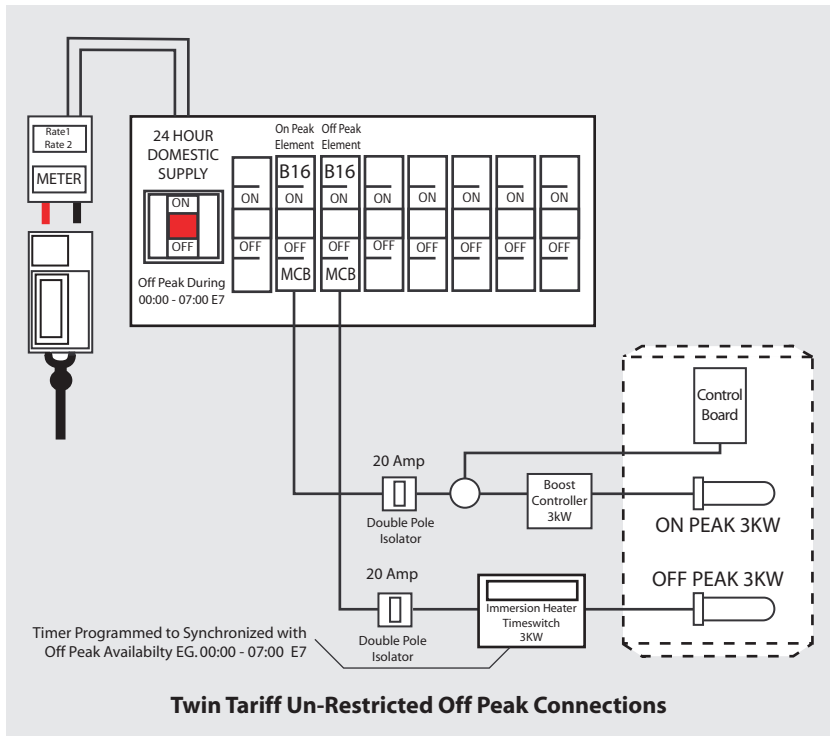 Rate1
Rate 2
METER
24 HOUR
DOMESTIC
SUPPLY
ON
OFF
Off Peak During
00:00 - 07:00 E7
On Peak
Element
Off Peak
Element
B16
B16
ON
ON
ON
ON
ON
ON
ON
ON
OFF
OFF
OFF
OFF
OFF
OFF
OFF
OFF
MCB
MCB
Control
Board
20 Amp
Double Pole
Isolator
Boost
Controller
3kW
ON PEAK 3KW
20 Amp
Double Pole
Isolator
Immersion Heater
Timeswitch
3KW
OFF PEAK 3KW
Timer Programmed to Synchronized with
Off Peak Availabilty EG. 00:00 - 07:00 E7
Twin Tariff Un-Restricted Off Peak Connections